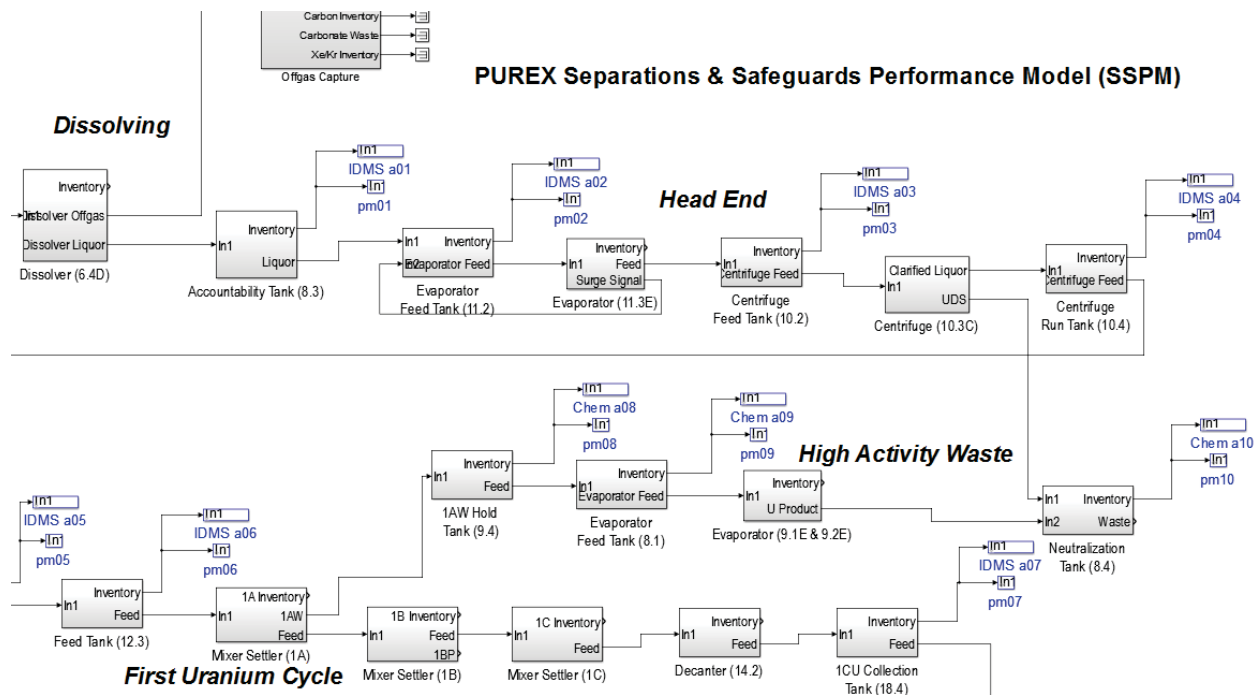 Carbon Inventory
Carbonate Waste
Xe/Kr Inventory
Offgas Capture
PUREX Separations & Safeguards Performance Model (SSPM)
Dissolving
Inventory
Dissolver Offgas
Dissolver Liquor
Dissolver (6.4D)
In1
IDMS a01
In1
pm01
In1
Inventory
Liquor
Accountability Tank (8.3)
In1
IDMS a02
In1
pm02
In1
In2
Inventory
Evaporator Feed
Evaporator
Feed Tank (11.2)
Head End
In1
Inventory
Feed
Surge Signal
Evaporator (11.3E)
In1
IDMS a03
In1
pm03
Inventory
Centrifuge Feed
Centrifuge
Feed Tank (10.2)
In1
Clarified Liquor
UDS
Centrifuge (10.3C)
In1
IDMS a04
In1
pm04
In1
Inventory
Centrifuge Feed
Centrifuge
Run Tank (10.4)
In1
Chem a08
In1
pm08
In1
Inventory
Feed
1AW Hold
Tank (9.4)
In1
Chem a09
In1
pm09
In1
Inventory
Evaporator Feed
Evaporator
Feed Tank (8.1)
High Activity Waste
In1
Inventory
U Product
Evaporator (9.1E & 9.2E)
In1
Chem a10
In1
pm10
In1
In2
Inventory
Waste
Neutralization
Tank (8.4)
In1
IDMS a05
In1
pm05
In1
IDMS a06
In1
pm06
In1
Inventory
Feed
Feed Tank (12.3)
In1
1A Inventory
1AW
Feed
Mixer Settler (1A)
In1
1B Inventory
Feed
1BP
Mixer Settler (1B)
In1
1C Inventory
Feed
Mixer Settler (1C)
In1
Inventory
Feed
Decanter (14.2)
In1
IDMS a07
In1
pm07
In1
Inventory
Feed
1CU Collection
Tank (18.4)
First Uranium Cycle